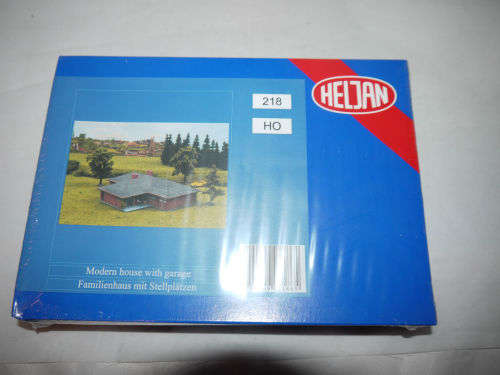 HELJAN
218
HO
Modern house with garage
Familienhaus mit Stellplätzen